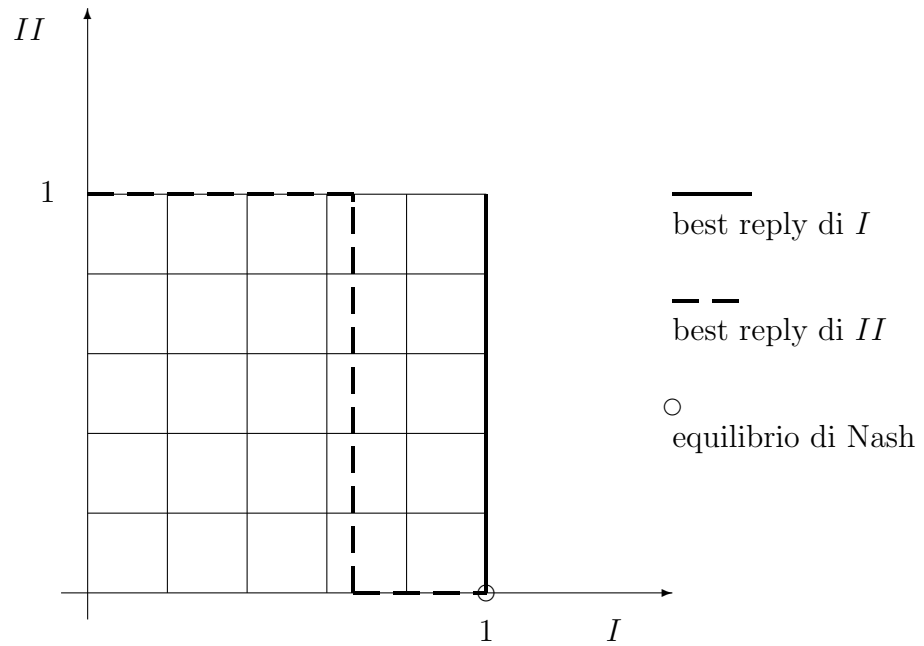 II
1
best reply di I
best reply di II
equilibrio di Nash
1
I